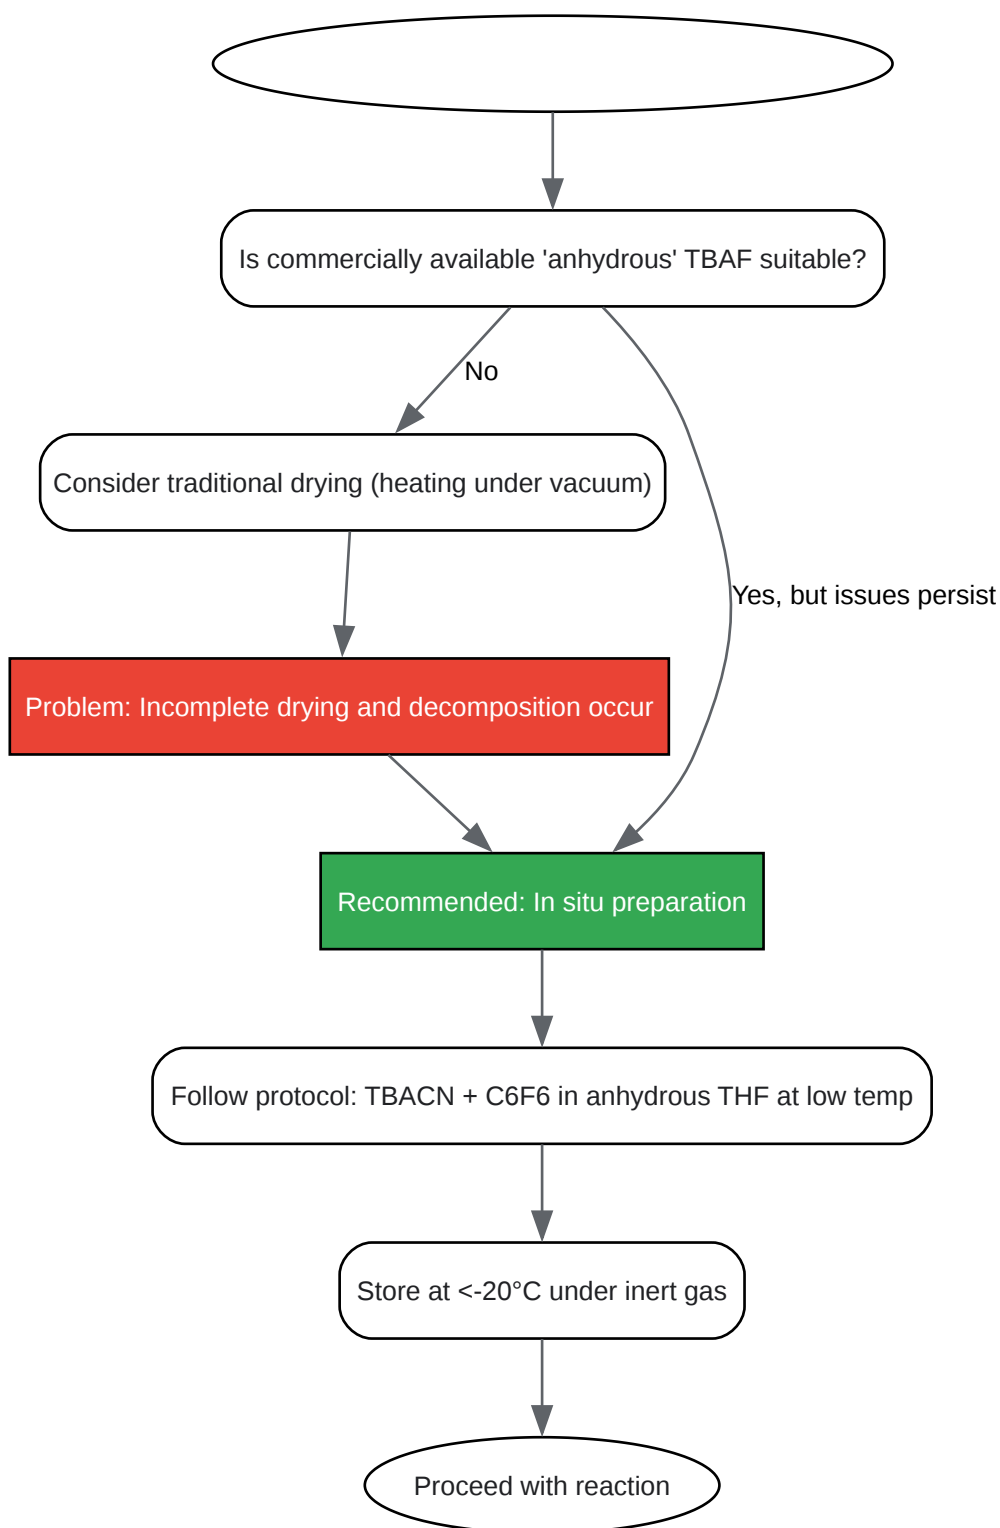 Is commercially available 'anhydrous' TBAF suitable?
No
Consider traditional drying (heating under vacuum)
Yes, but issues persist
Problem: Incomplete drying and decomposition occur
Recommended: In situ preparation
Follow protocol: TBACN + C6F6 in anhydrous THF at low temp
Store at <-20°C under inert gas
Proceed with reaction